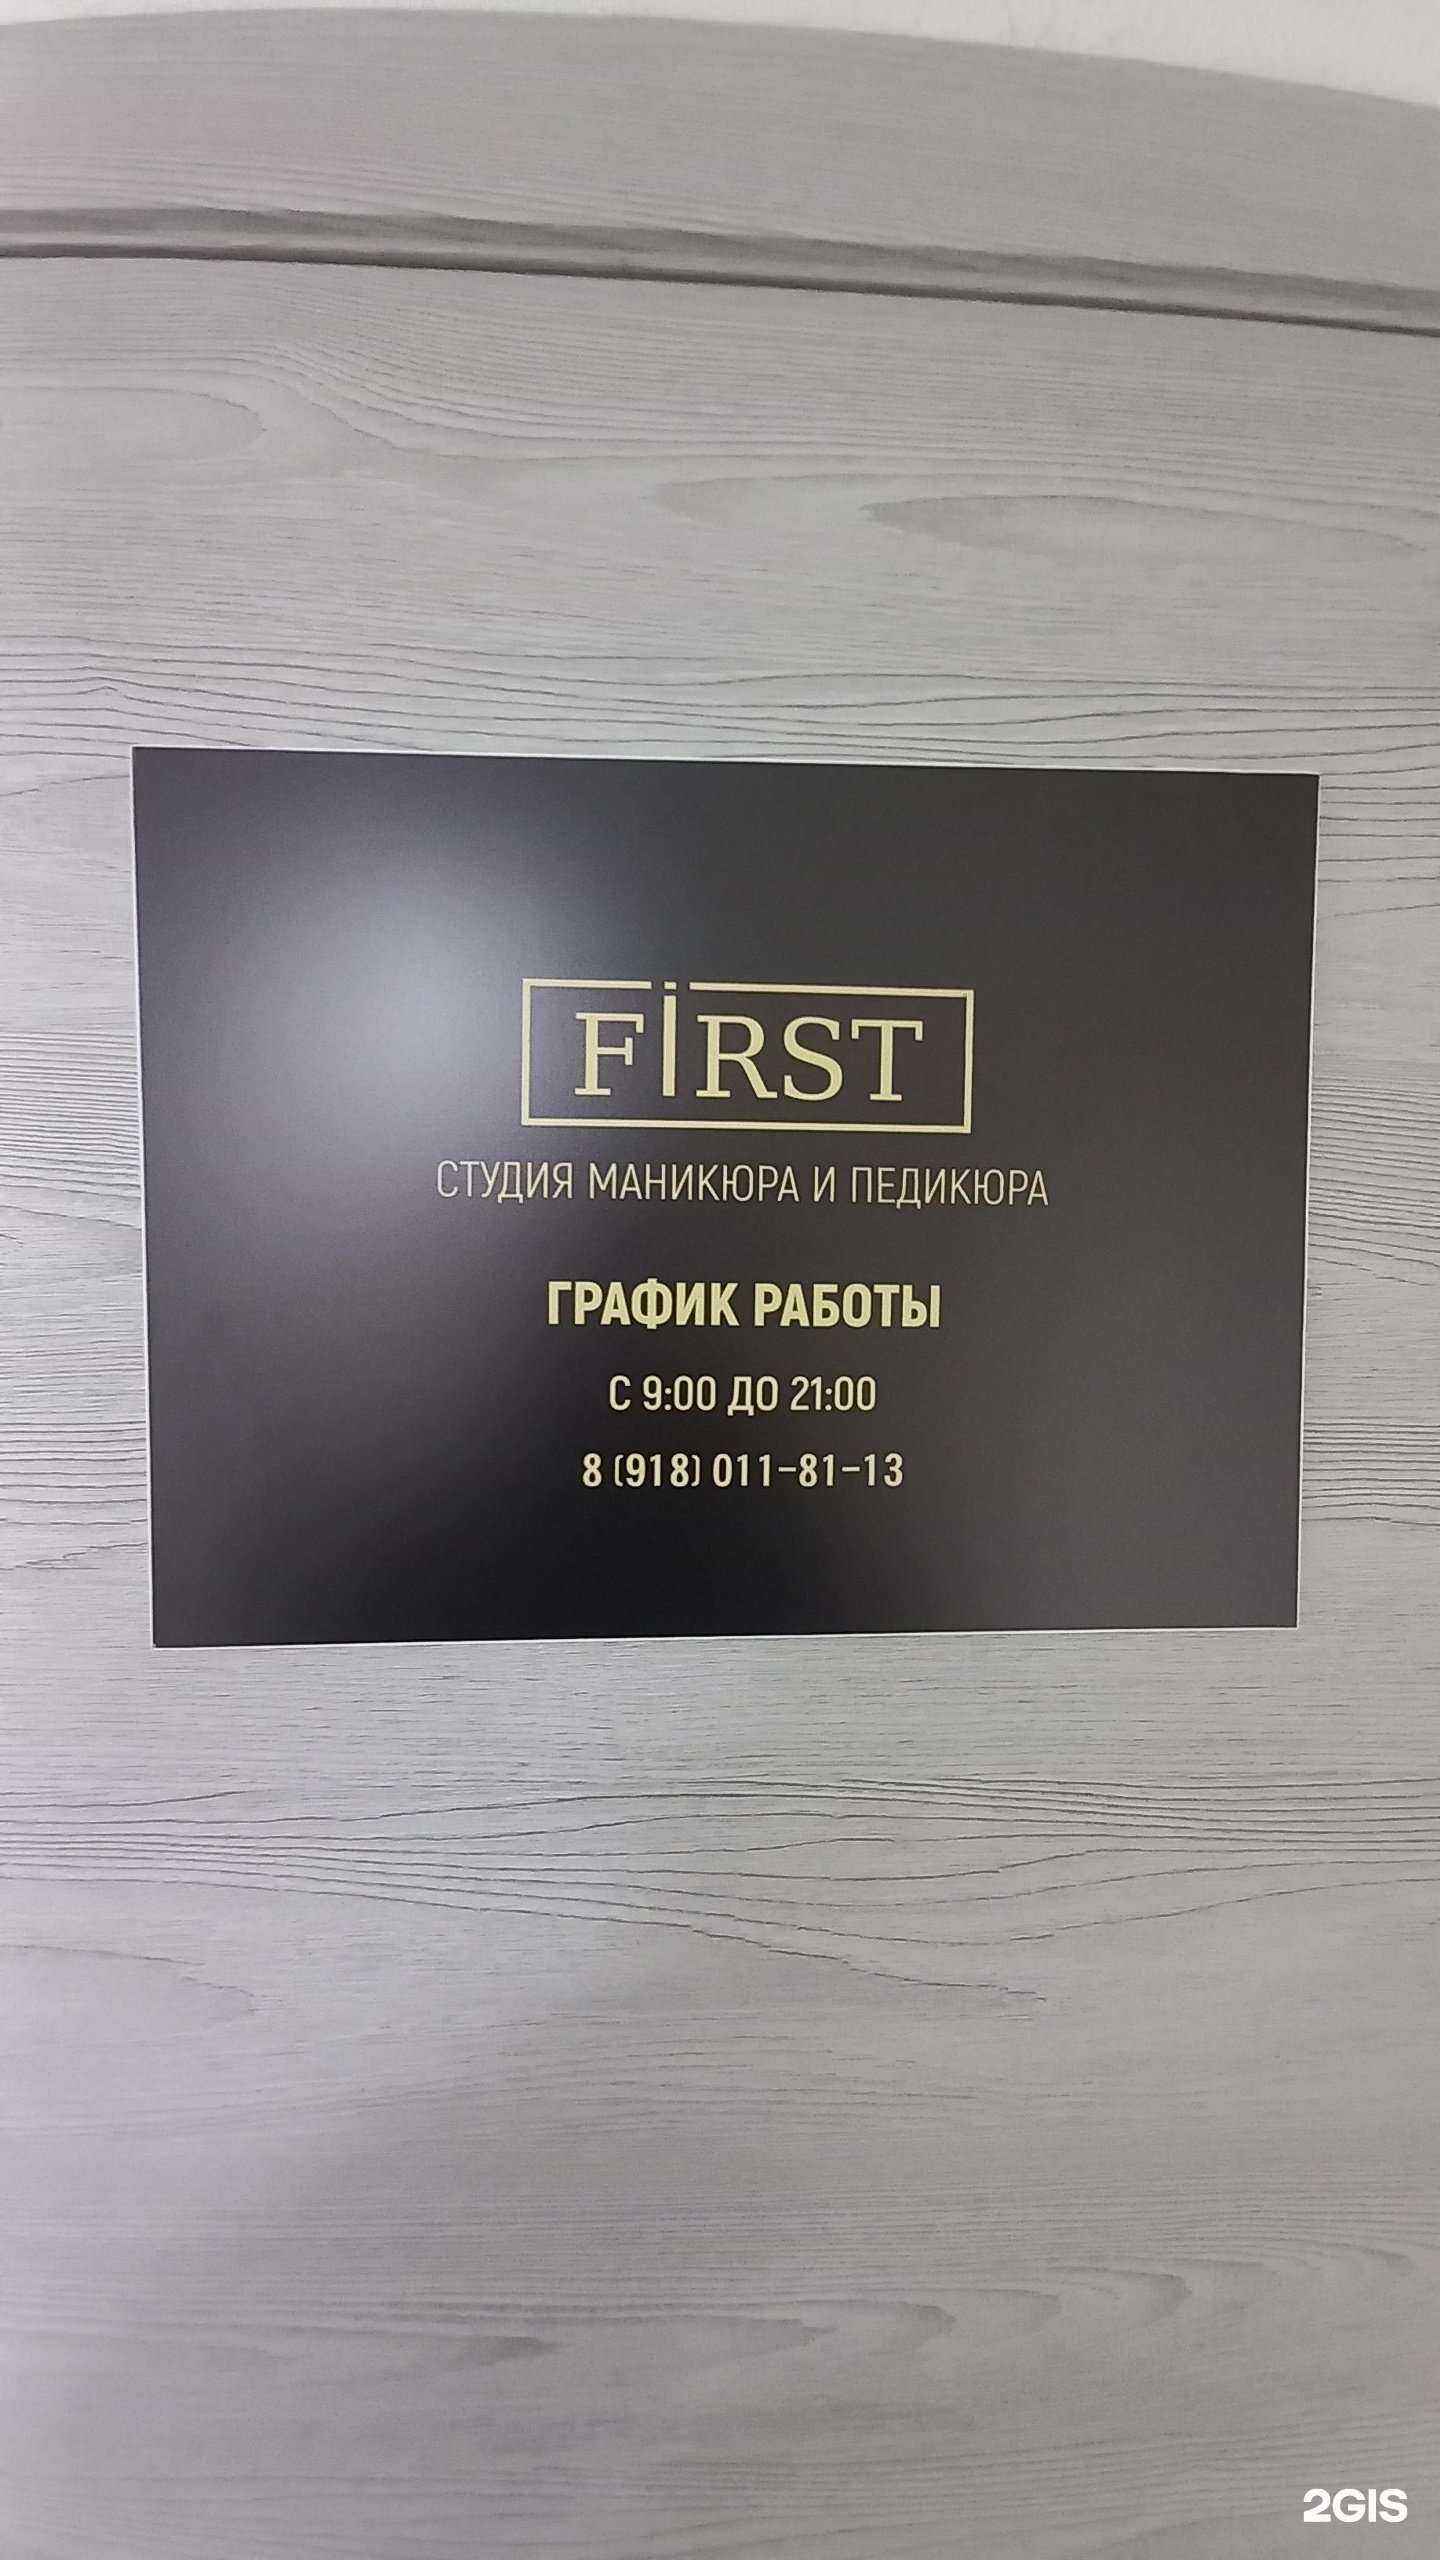 FiRST
СТУДИЯ МАНИКЮРА И ПЕДИКЮРА
ГРАФИК РАБОТЫ
С 9:00 ДО 21:00
8 (918) 011-81-13
2GIS